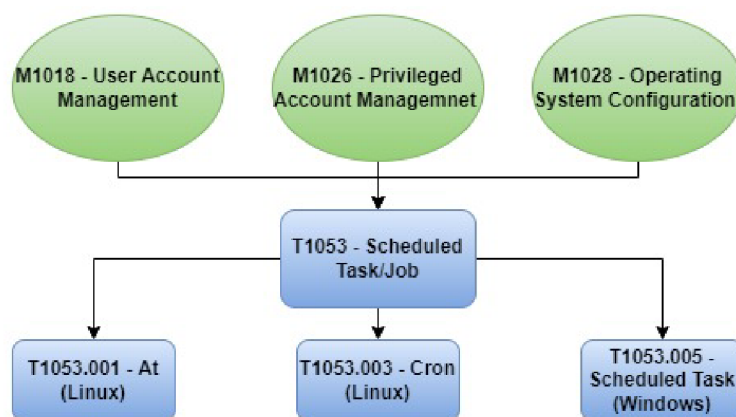 M1018 - User Account
Management
M1026 - Privileged
Account Managemnet
M1028 - Operating
System Configuration
T1053 - Scheduled
Task/Job
T1053.001 - At
(Linux)
T1053.003 - Cron
(Linux)
T1053.005 -
Scheduled Task
(Windows)